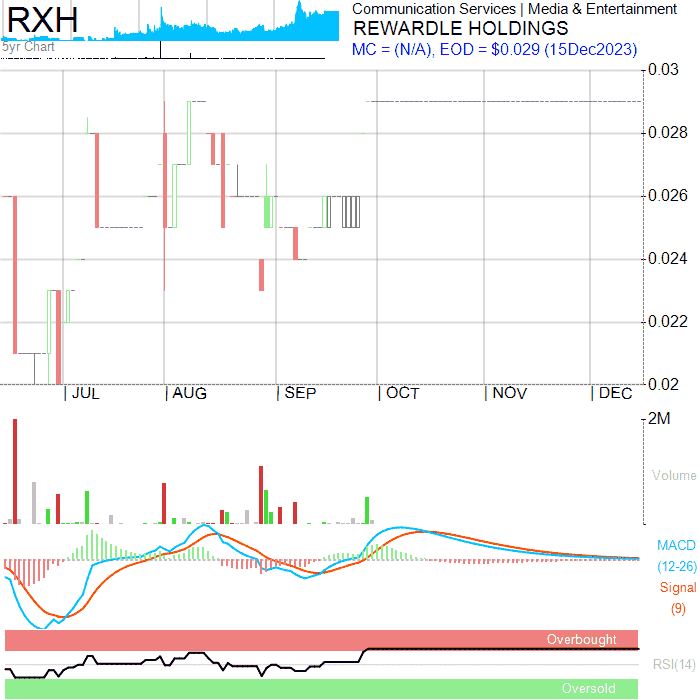 RXH
5yr Chart
Communication Services | Media & Entertainment
REWARDLE HOLDINGS
MC = (N/A), EOD = $0.029 (15Dec2023)
0.03
0.028
0.026
0.024
0.022
0.02
| JUL | AUG | SEP | OCT | NOV | DEC
2M
Volume
MACD
(12-26)
Signal
(9)
Overbought
RSI(14)
Oversold